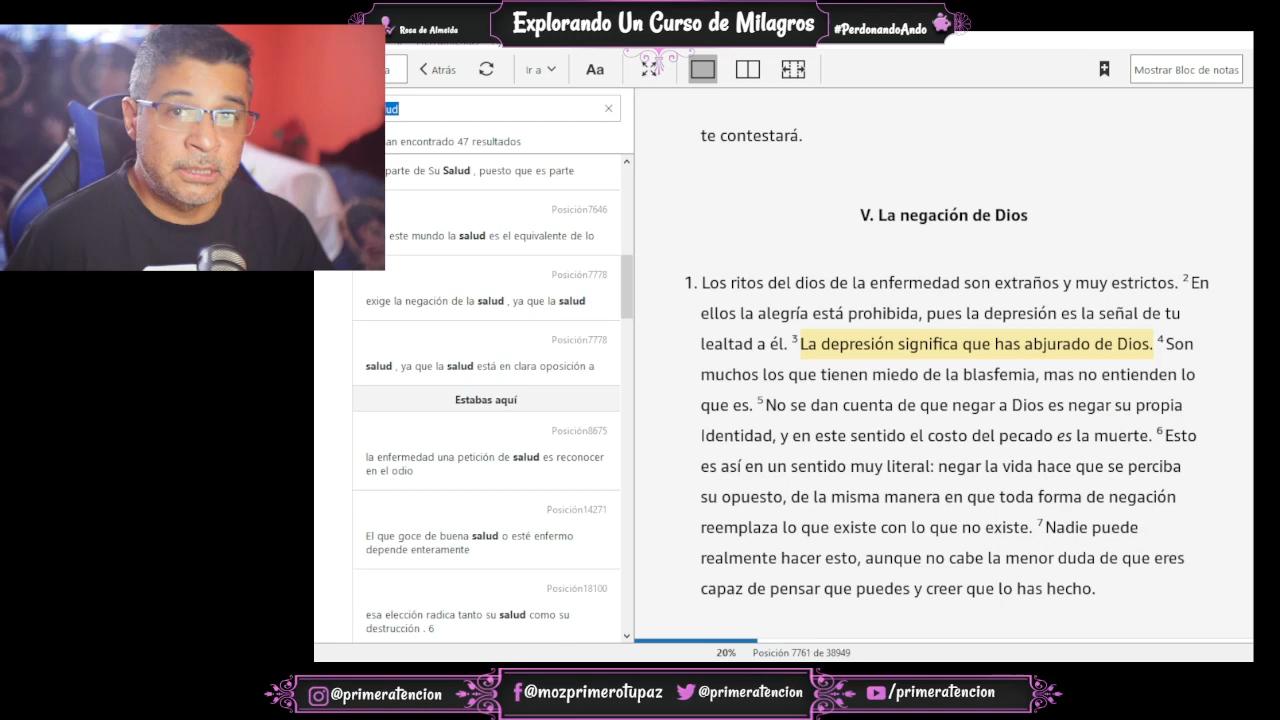 Rosa de Almeida
Explorando Un Curso de Milagros
#PerdonandoAndo
a
Atrás
Ir a
Aa
Mostrar Bloc de notas
ud
an encontrado 47 resultados
parte de Su Salud , puesto que es parte
Posición7646
este mundo la salud es el equivalente de lo
Posición7778
exige la negación de la salud , ya que la salud
Posición7778
salud , ya que la salud está en clara oposición a
Estabas aquí
Posición8675
la enfermedad una petición de salud es reconocer
en el odio
Posición14271
El que goce de buena salud o esté enfermo
depende enteramente
Posición18100
esa elección radica tanto su salud como su
destrucción . 6
te contestará.
V. La negación de Dios
1. Los ritos del dios de la enfermedad son extraños y muy estrictos. 2 En
ellos la alegría está prohibida, pues la depresión es la señal de tu
lealtad a él. 3 La depresión significa que has abjurado de Dios. 4 Son
muchos los que tienen miedo de la blasfemia, mas no entienden lo
que es. 5 No se dan cuenta de que negar a Dios es negar su propia
Identidad, y en este sentido el costo del pecado es la muerte. 6 Esto
es así en un sentido muy literal: negar la vida hace que se perciba
su opuesto, de la misma manera en que toda forma de negación
reemplaza lo que existe con lo que no existe. 7 Nadie puede
realmente hacer esto, aunque no cabe la menor duda de que eres
capaz de pensar que puedes y creer que lo has hecho.
20% Posición 7761 de 38949
@primeratencion
@mozprimerotupaz
@primeratencion
/primeratencion